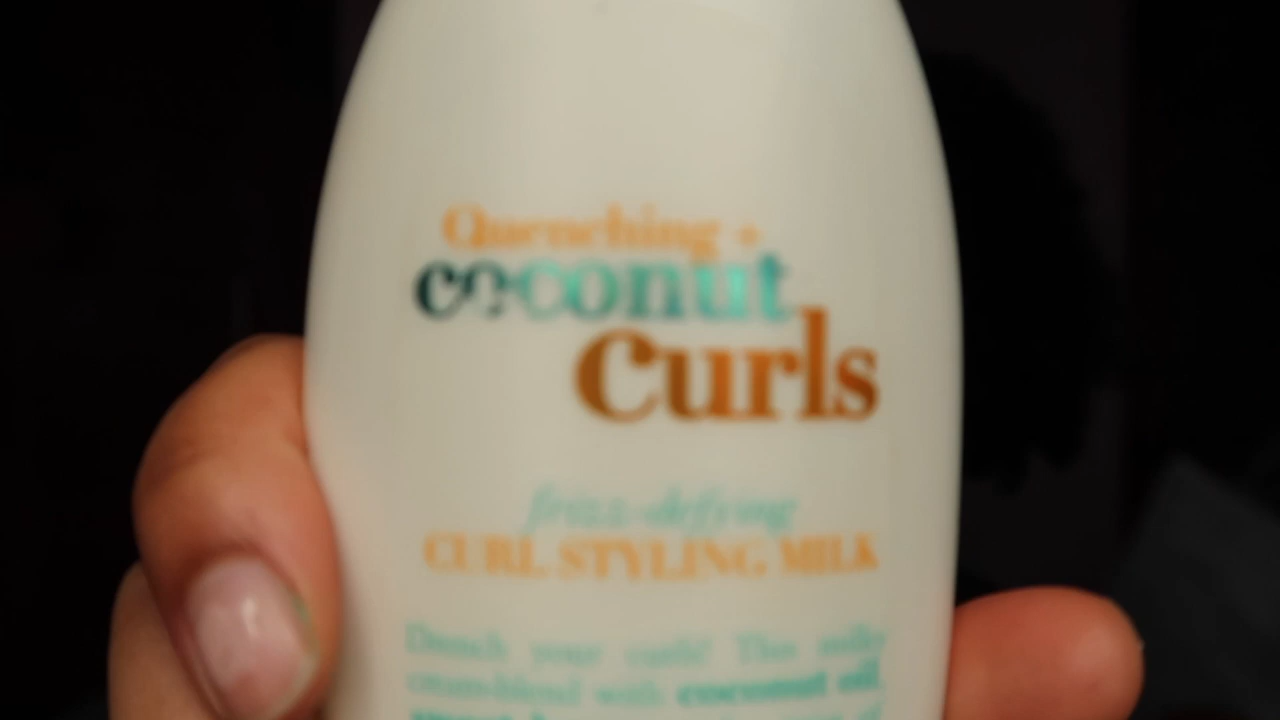 Quenching +
coconut
Curls
frizz-defying
CURL STYLING MILK
Drench your curls! This milky
cream-blend with coconut oil,